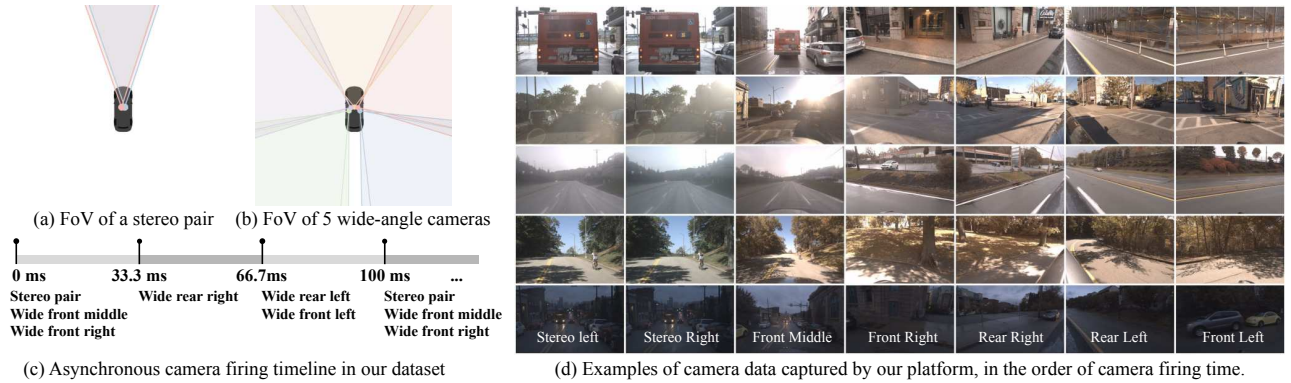 (a) FoV of a stereo pair
(b) FoV of 5 wide-angle cameras
0 ms
33.3 ms
66.7ms
100 ms
...
Stereo pair
Wide front middle
Wide front right
Wide rear right
Wide rear left
Wide front left
Stereo pair
Wide front middle
Wide front right
(c) Asynchronous camera firing timeline in our dataset
Stereo left
Stereo Right
Front Middle
Front Right
Rear Right
Rear Left
Front Left
(d) Examples of camera data captured by our platform, in the order of camera firing time.